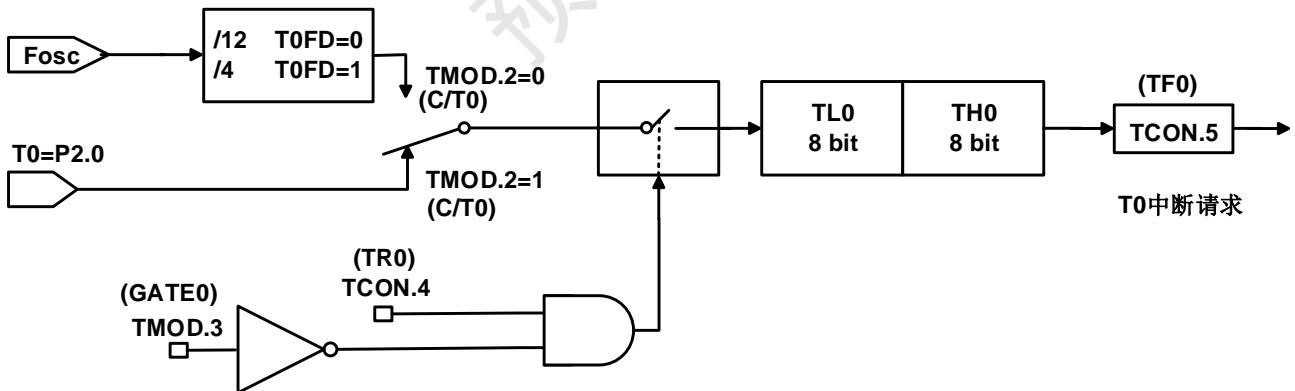 Fosc
/12 T0FD=0
/4 T0FD=1
TMOD.2=0
(C/T0)
T0=P2.0
TMOD.2=1
(C/T0)
TL0
8 bit
TH0
8 bit
(TF0)
TCON.5
T0中断请求
(TR0)
TCON.4
(GATE0)
TMOD.3